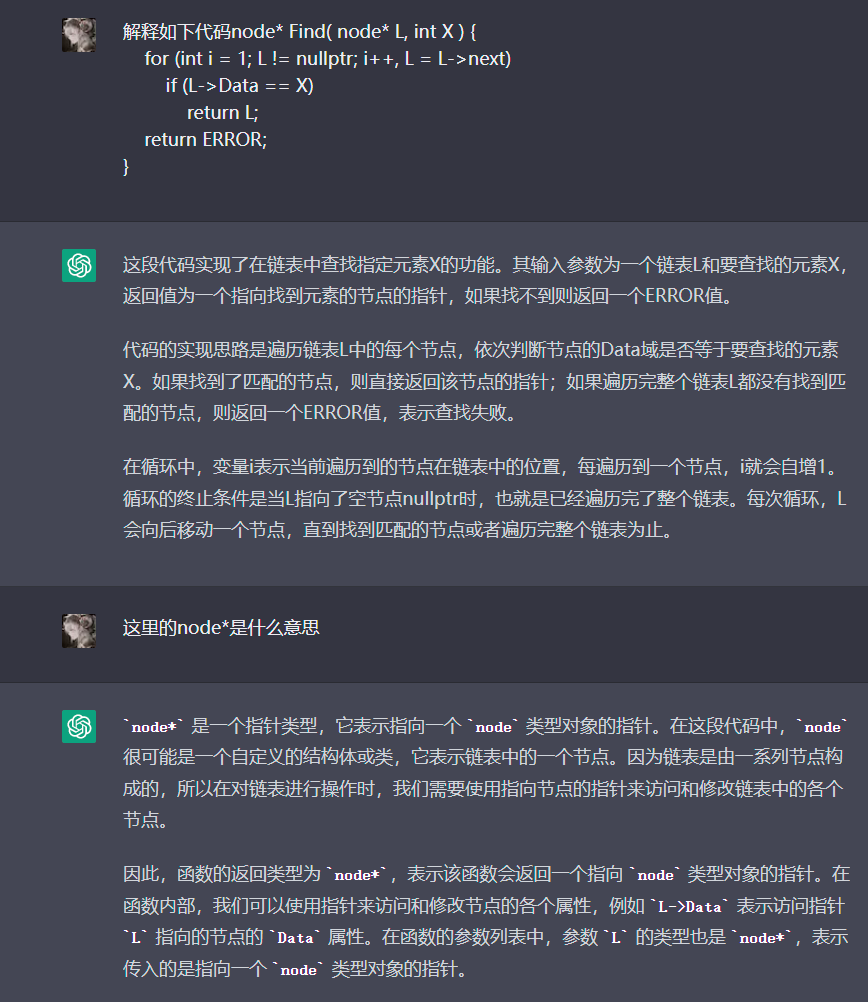 解释如下代码node* Find( node* L, int X ) {
for (int i = 1; L != nullptr; i++, L = L->next)
if (L->Data == X)
return L;
return ERROR;
}
这段代码实现了在链表中查找指定元素X的功能。其输入参数为一个链表L和要查找的元素X，
返回值为一个指向找到元素的节点的指针，如果找不到则返回一个ERROR值。
代码的实现思路是遍历链表L中的每个节点，依次判断节点的Data域是否等于要查找的元素
X。如果找到了匹配的节点，则直接返回该节点的指针；如果遍历完整个链表L都没有找到匹
配的节点，则返回一个ERROR值，表示查找失败。
在循环中，变量i表示当前遍历到的节点在链表中的位置，每遍历到一个节点，i就会自增1。
循环的终止条件是当L指向了空节点nullptr时，也就是已经遍历完了整个链表。每次循环，L
会向后移动一个节点，直到找到匹配的节点或者遍历完整个链表为止。
这里的node*是什么意思
`node*` 是一个指针类型，它表示指向一个 `node` 类型对象的指针。在这段代码中，`node`
很可能是一个自定义的结构体或类，它表示链表中的一个节点。因为链表是由一系列节点构
成的，所以在对链表进行操作时，我们需要使用指向节点的指针来访问和修改链表中的各个
节点。
因此，函数的返回类型为 `node*`，表示该函数会返回一个指向 `node` 类型对象的指针。在
函数内部，我们可以使用指针来访问和修改节点的各个属性，例如 `L->Data` 表示访问指针
`L` 指向的节点的 `Data` 属性。在函数的参数列表中，参数 `L` 的类型也是 `node*`，表示
传入的是指向一个 `node` 类型对象的指针。